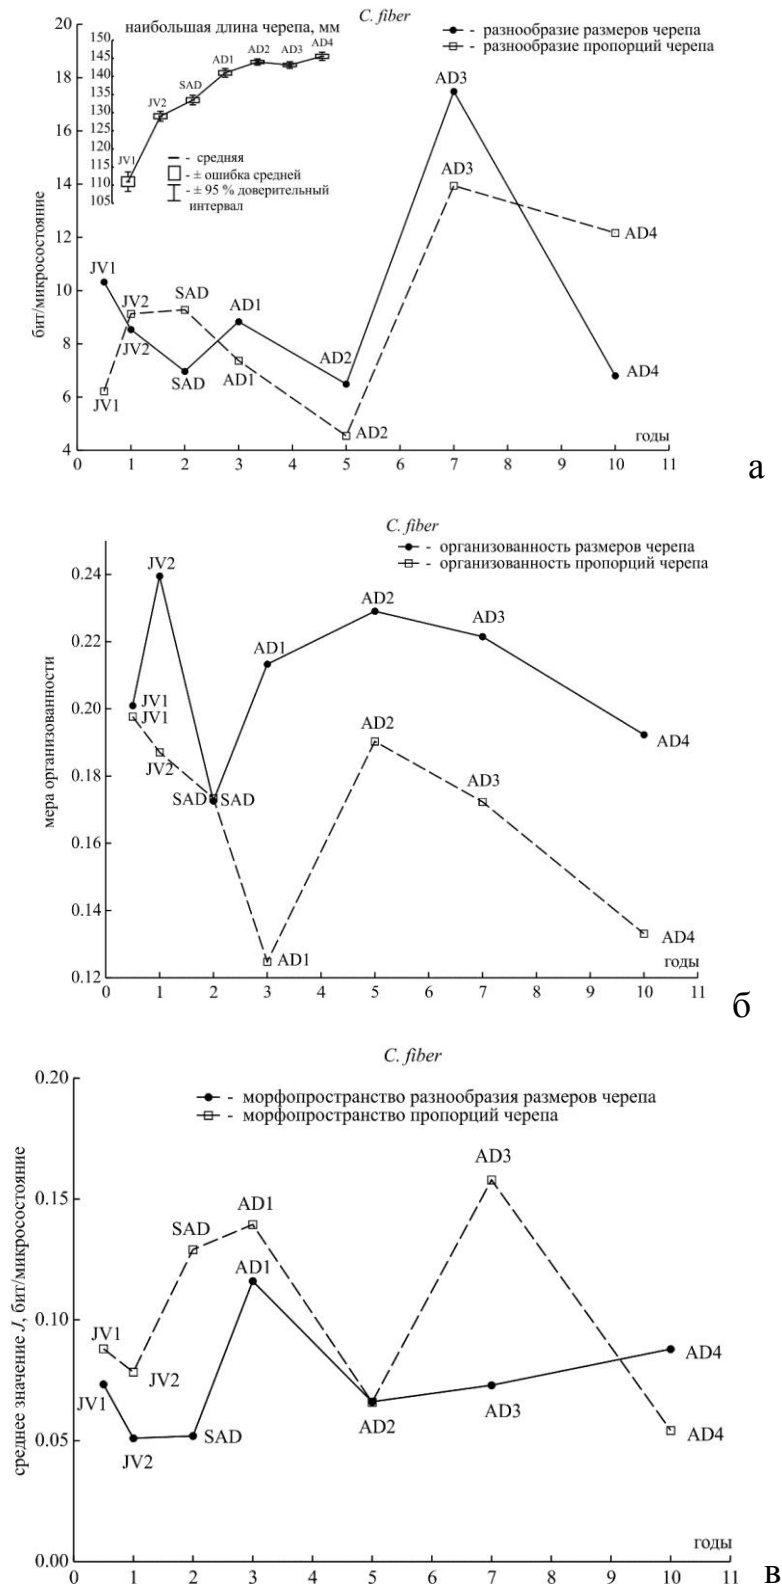 C. fiber
наибольшая длина черепа, мм
- разнообразие размеров черепа
- разнообразие пропорций черепа
150
145
140
135
130
125
120
115
110
105
JV1
JV2
SAD
AD1
AD2
AD3
AD4
- средняя
- ± ошибка средней
- ± 95 % доверительный
интервал
бит/микросостояние
20
18
16
14
12
10
8
6
4
JV1
JV2
SAD
AD1
AD2
AD3
AD4
JV1
JV2
SAD
AD1
AD2
AD3
AD4
годы
0 1 2 3 4 5 6 7 8 9 10 11
а
C. fiber
- организованность размеров черепа
- организованность пропорций черепа
мера организованности
0.24
0.22
0.20
0.18
0.16
0.14
0.12
JV1
JV2
SAD
AD1
AD2
AD3
AD4
JV1
JV2
SAD
AD1
AD2
AD3
AD4
годы
0 1 2 3 4 5 6 7 8 9 10 11
б
C. fiber
- морфопространство разнообразия размеров черепа
- морфопространство пропорций черепа
среднее значение J, бит/микросостояние
0.20
0.15
0.10
0.05
0.00
JV1
JV2
SAD
AD1
AD2
AD3
AD4
JV1
JV2
SAD
AD1
AD3
AD4
годы
0 1 2 3 4 5 6 7 8 9 10 11
в